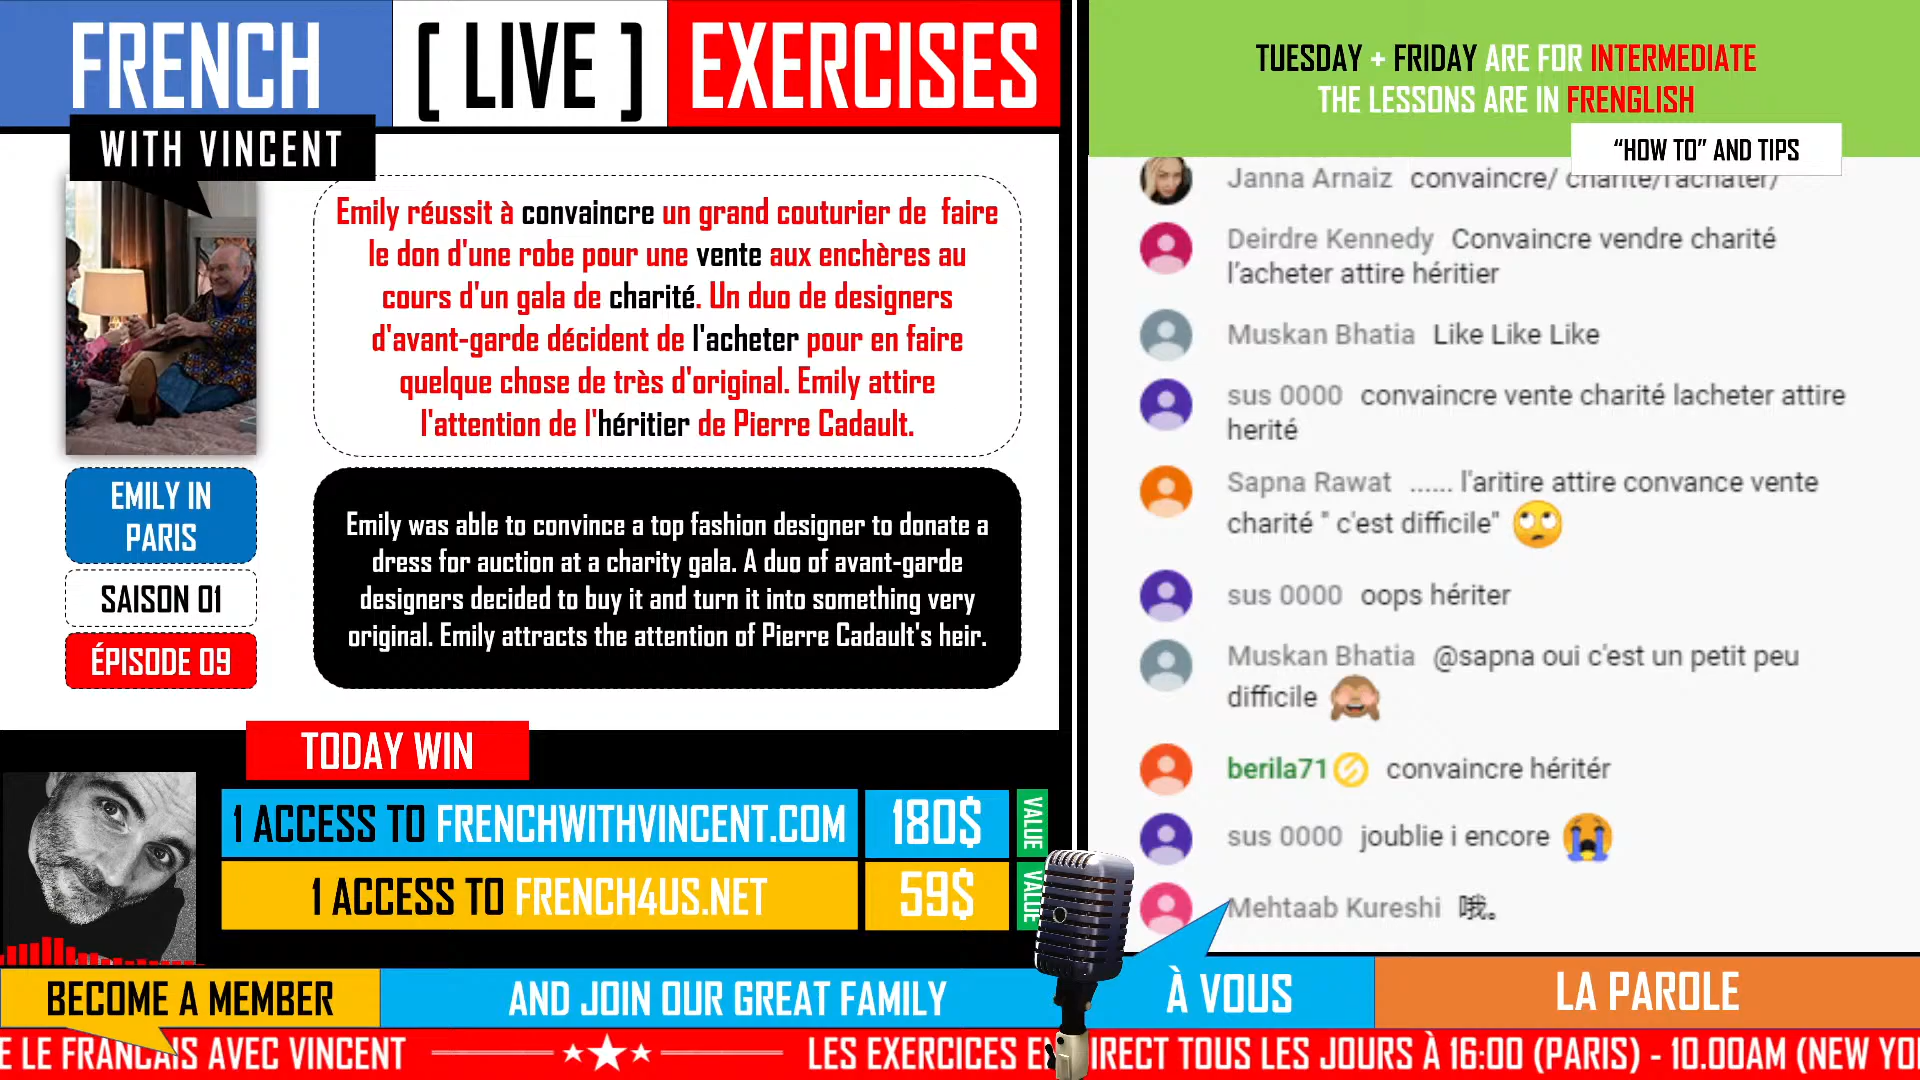 FRENCH
[ LIVE ]
EXERCISES
WITH VINCENT
Emily réussit à convaincre un grand couturier de faire
le don d'une robe pour une vente aux enchères au
cours d'un gala de charité. Un duo de designers
d'avant-garde décident de l'acheter pour en faire
quelque chose de très d'original. Emily attire
l'attention de l'héritier de Pierre Cadault.
EMILY IN
PARIS
SAISON 01
ÉPISODE 09
Emily was able to convince a top fashion designer to donate a
dress for auction at a charity gala. A duo of avant-garde
designers decided to buy it and turn it into something very
original. Emily attracts the attention of Pierre Cadault's heir.
TODAY WIN
1 ACCESS TO FRENCHWITHVINCENT.COM
180$
VALUE
1 ACCESS TO FRENCH4US.NET
59$
VALUE
BECOME A MEMBER
AND JOIN OUR GREAT FAMILY
TUESDAY + FRIDAY ARE FOR INTERMEDIATE
THE LESSONS ARE IN FRENGLISH
“HOW TO” AND TIPS
Janna Arnaiz convaincre/ charité/l'achater/
Deirdre Kennedy Convaincre vendre charité
l’acheter attire héritier
Muskan Bhatia Like Like Like
sus 0000 convaincre vente charité lacheter attire
herité
Sapna Rawat ...... l'aritire attire convance vente
charité " c'est difficile" 🙄
sus 0000 oops hériter
Muskan Bhatia @sapna oui c'est un petit peu
difficile 🙈
berila71 convaincre héritér
sus 0000 joublie i encore 😭
Mehtaab Kureshi 哦。
À VOUS
LA PAROLE
E LE FRANCAIS AVEC VINCENT
LES EXERCICES E IRECT TOUS LES JOURS À 16:00 (PARIS) - 10.00AM (NEW YO